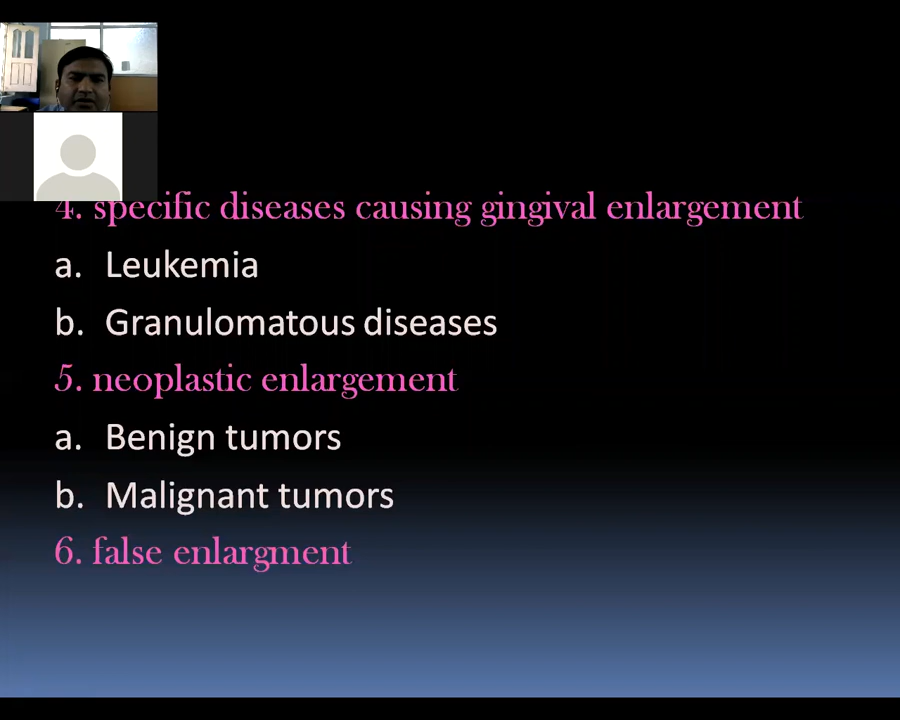 4. specific diseases causing gingival enlargement
a. Leukemia
b. Granulomatous diseases
5. neoplastic enlargement
a. Benign tumors
b. Malignant tumors
6. false enlargment